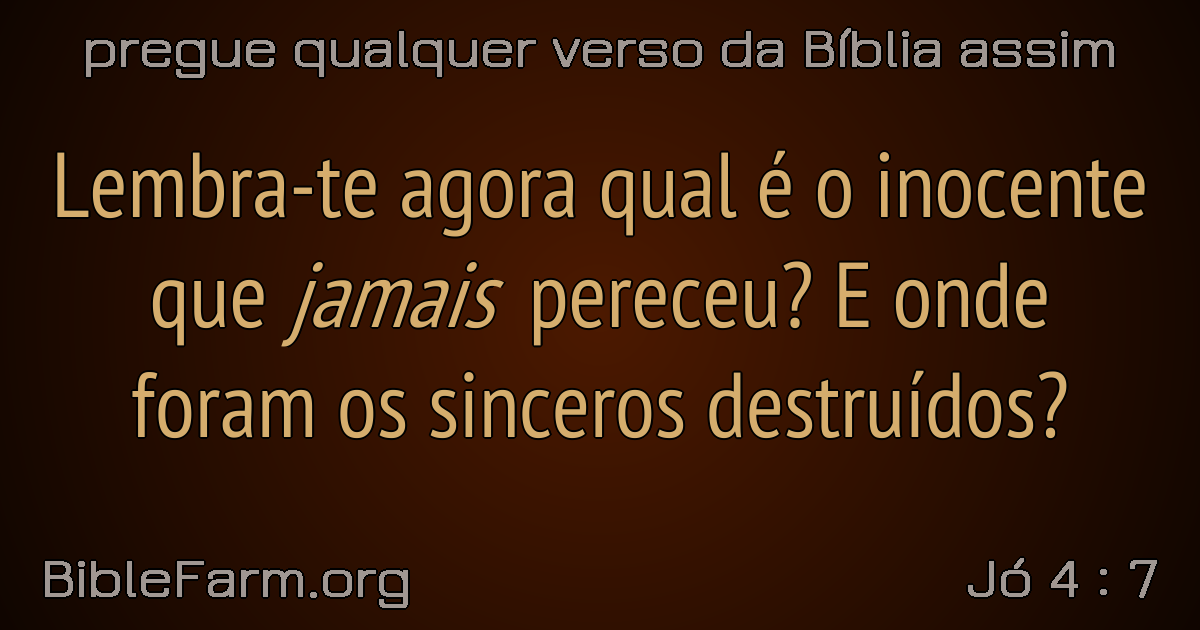 pregue qualquer verso da Bíblia assim
Lembra-te agora qual é o inocente
que jamais pereceu? E onde
foram os sinceros destruídos?
BibleFarm.org
Jó 4 : 7